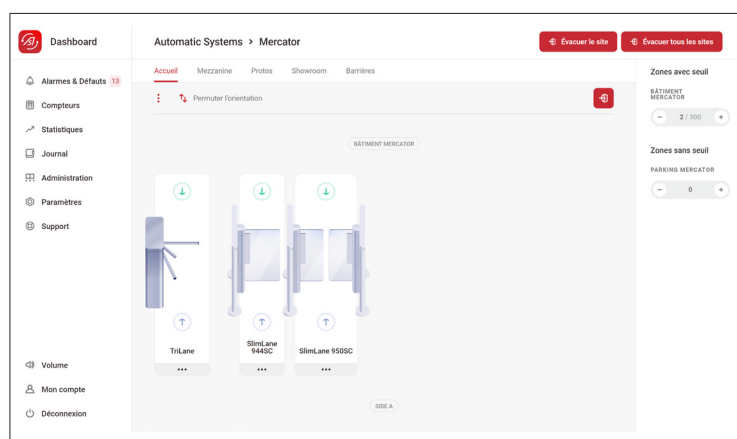 Dashboard
Automatic Systems > Mercator
Évacuer le site
Évacuer tous les sites
Alarmes & Défauts 13
Compteurs
Statistiques
Journal
Administration
Paramètres
Support
Volume
Mon compte
Déconnexion
Accueil Mezzanine Protos Showroom Barrières
Permuter l'orientation
BÂTIMENT MERCATOR
TriLane
SlimLane
944SC
SlimLane 950SC
SIDE A
Zones avec seuil
BÂTIMENT
MERCATOR
- 2 / 300 +
Zones sans seuil
PARKING MERCATOR
- 0 +